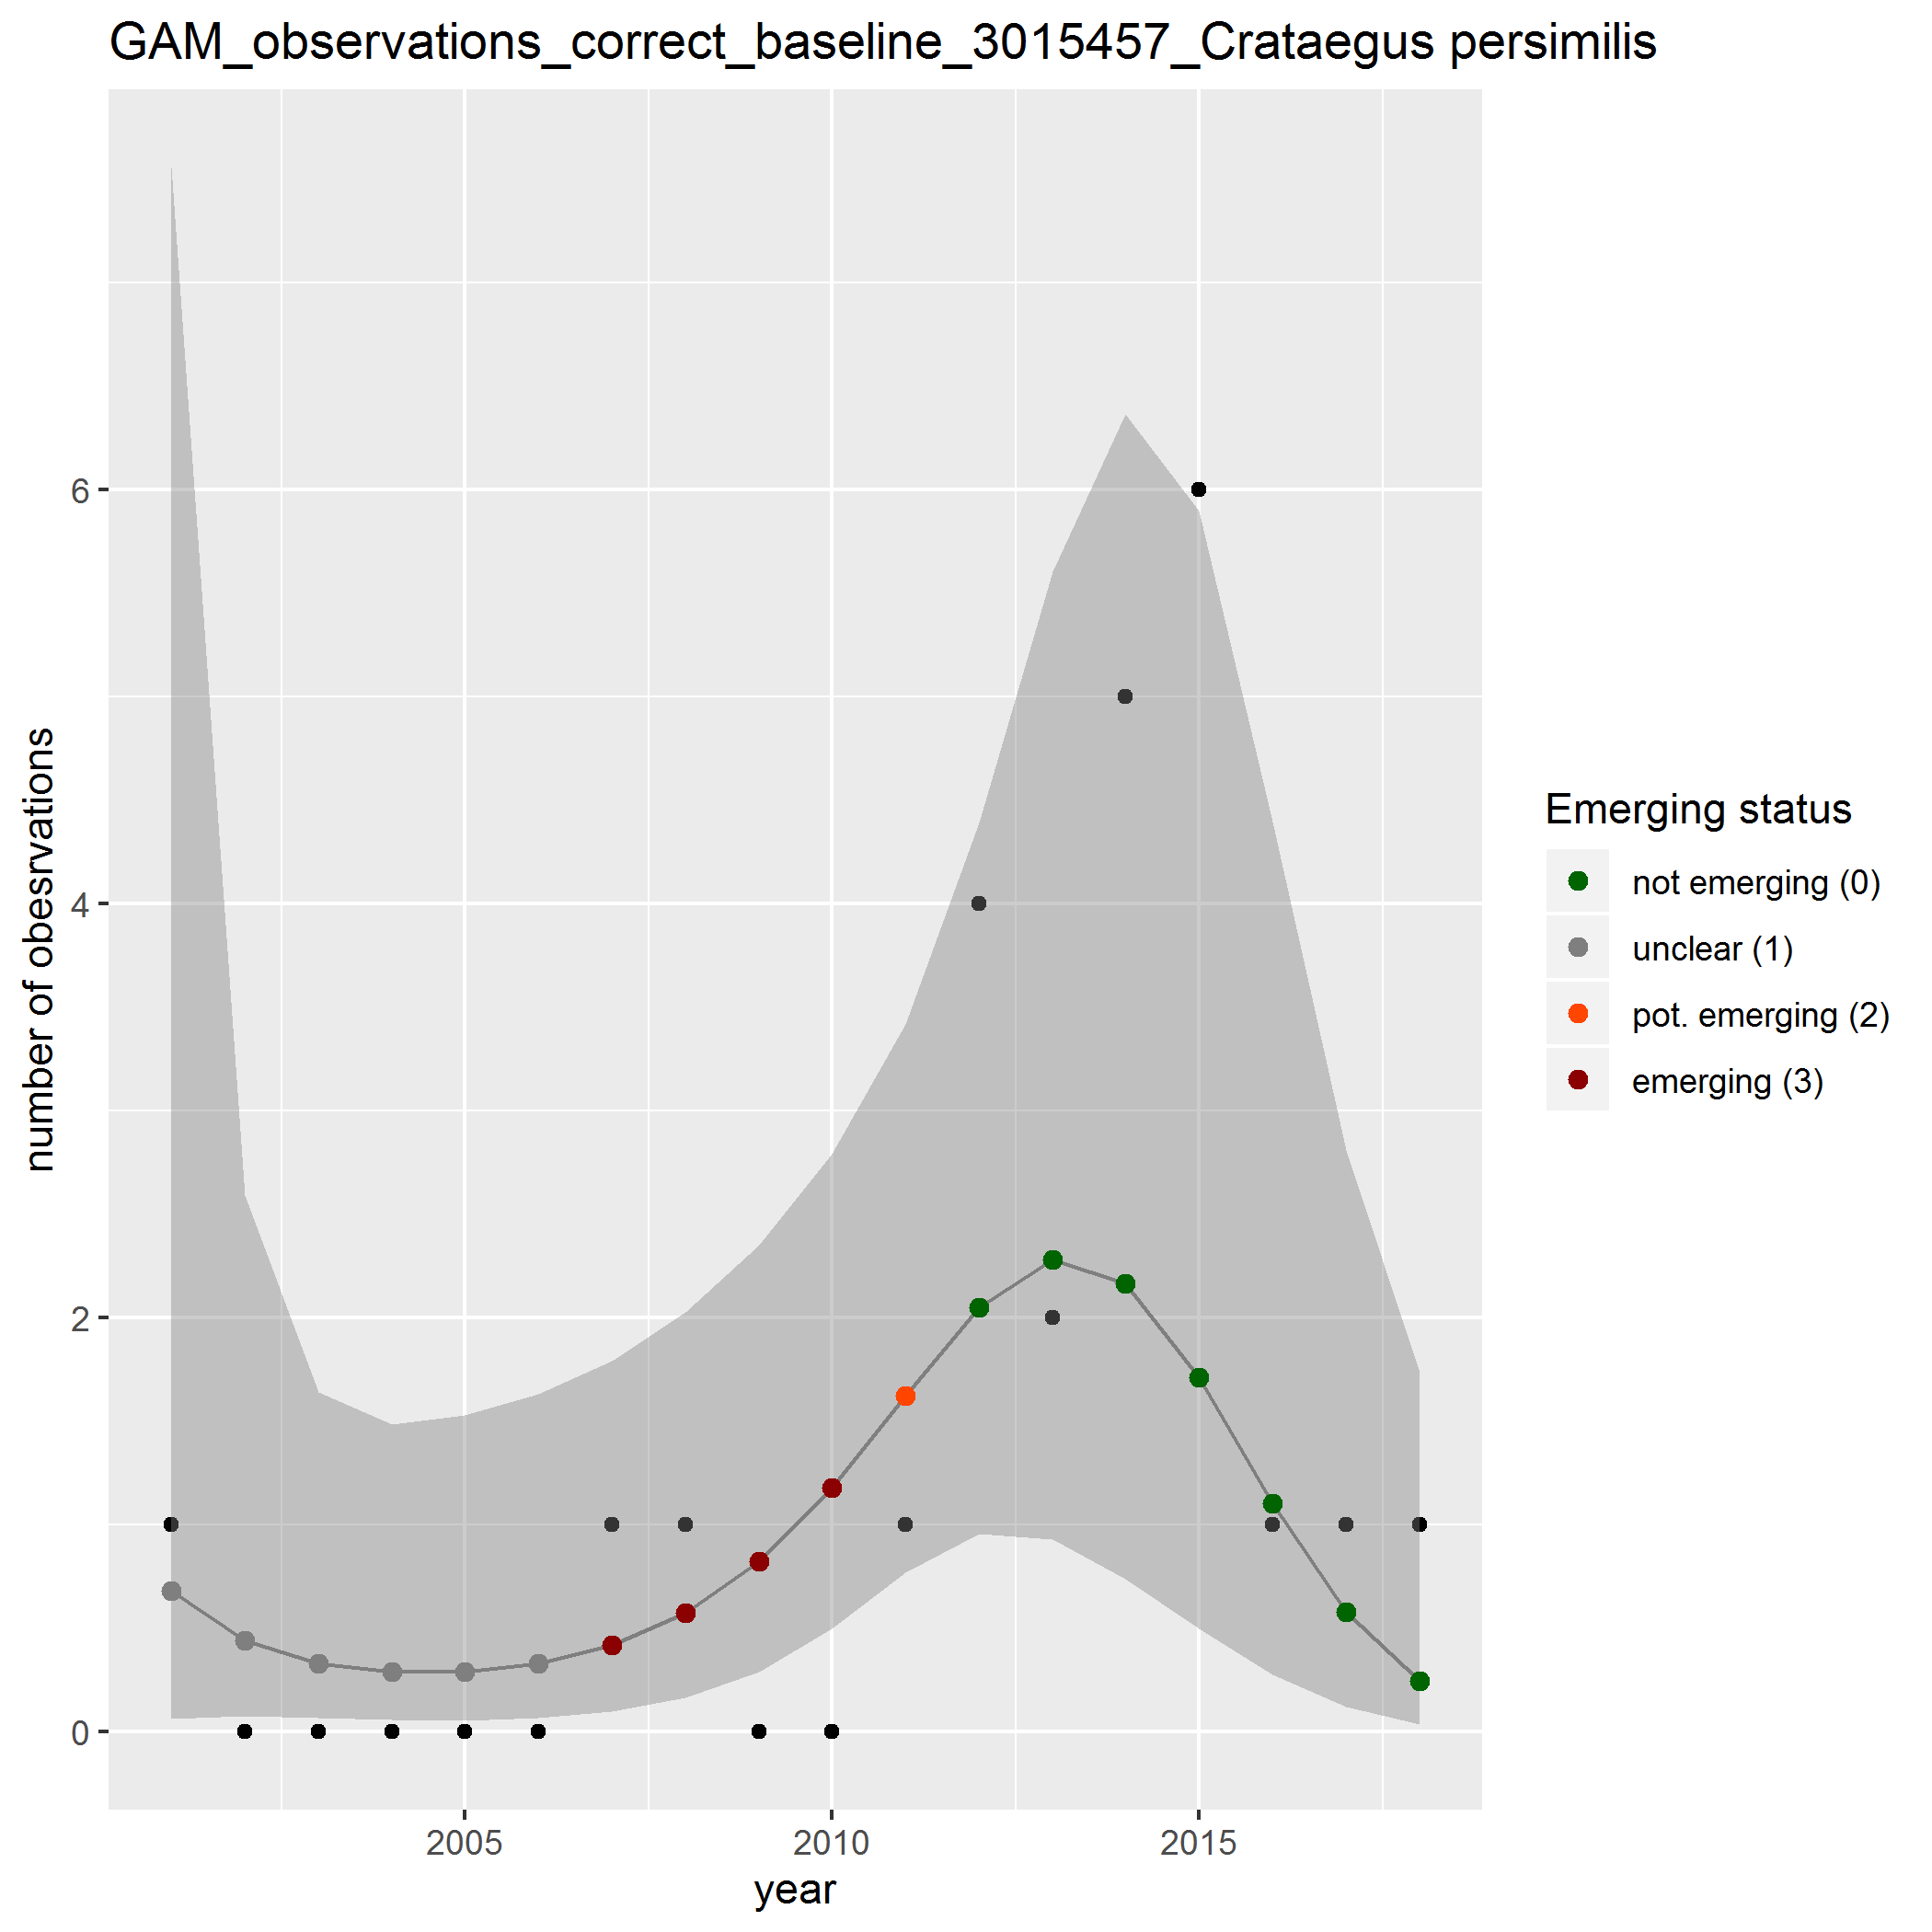 GAM_observations_correct_baseline_3015457_Crataegus persimilis
number of obesrvations
6
4
2
0
2005
2010
2015
year
Emerging status
not emerging (0)
unclear (1)
pot. emerging (2)
emerging (3)